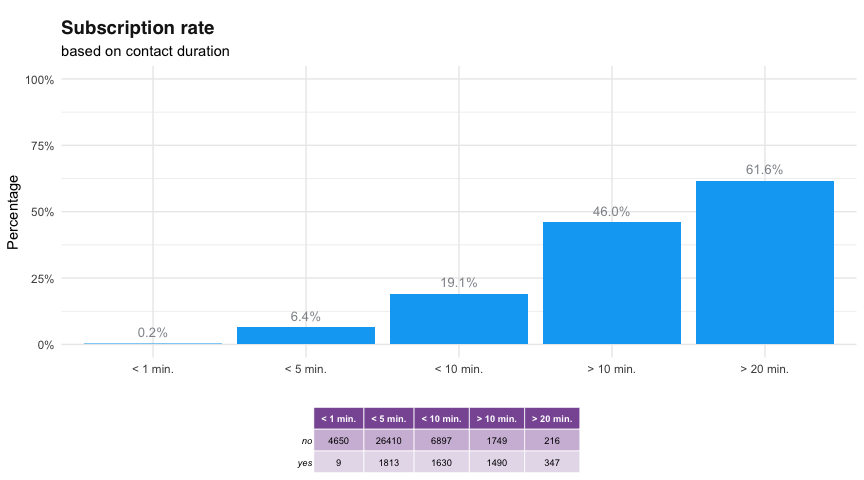 Subscription rate
based on contact duration
Percentage
100%
75%
50%
25%
0%
0.2%
6.4%
19.1%
46.0%
61.6%
< 1 min. < 5 min. < 10 min. > 10 min. > 20 min.
< 1 min. < 5 min. < 10 min. > 10 min. > 20 min.
no 4650 26410 6897 1749 216
yes 9 1813 1630 1490 347